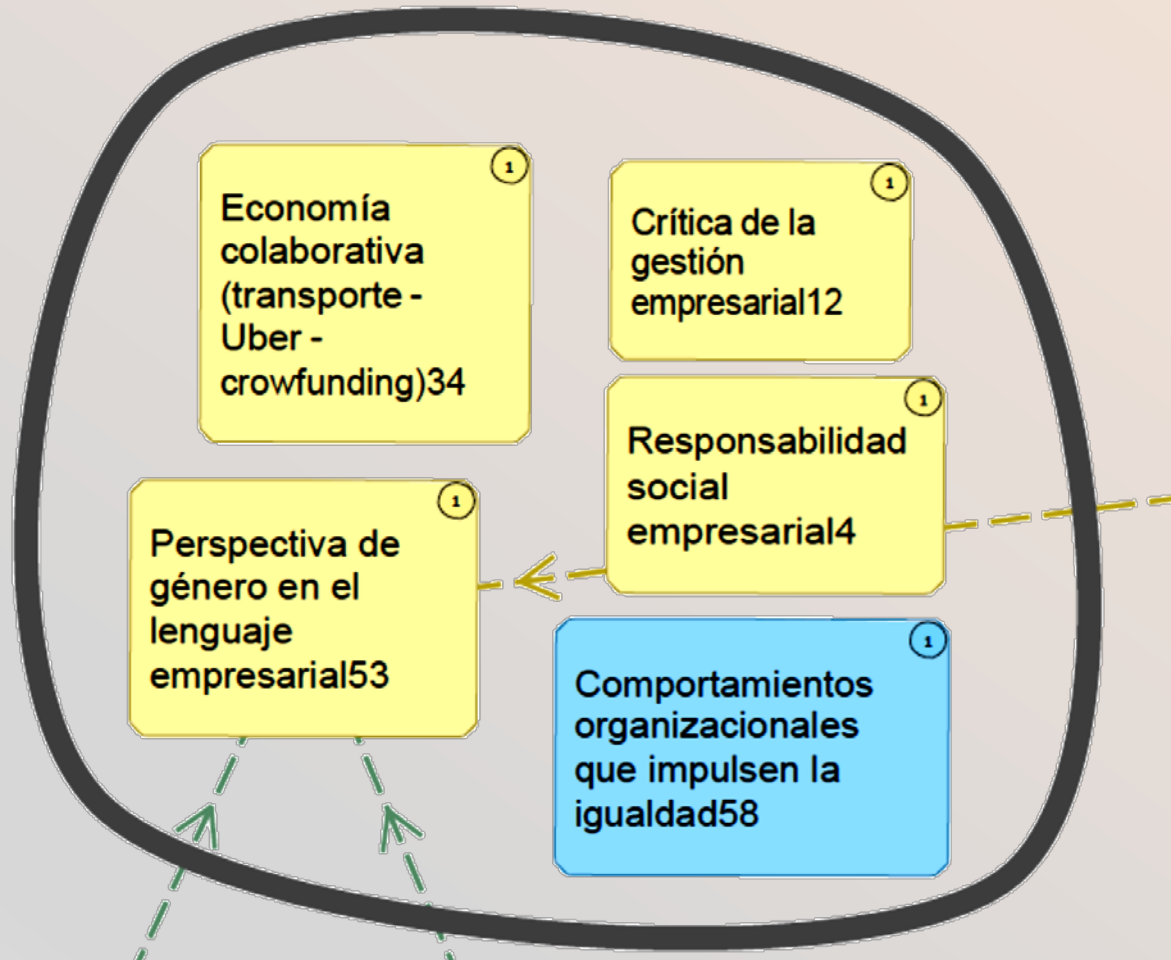 1
Economía
colaborativa
(transporte -
Uber -
crowfunding)34
1
Crítica de la
gestión
empresarial12
1
Responsabilidad
social
empresarial4
1
Perspectiva de
género en el
lenguaje
empresarial53
1
Comportamientos
organizacionales
que impulsen la
igualdad58